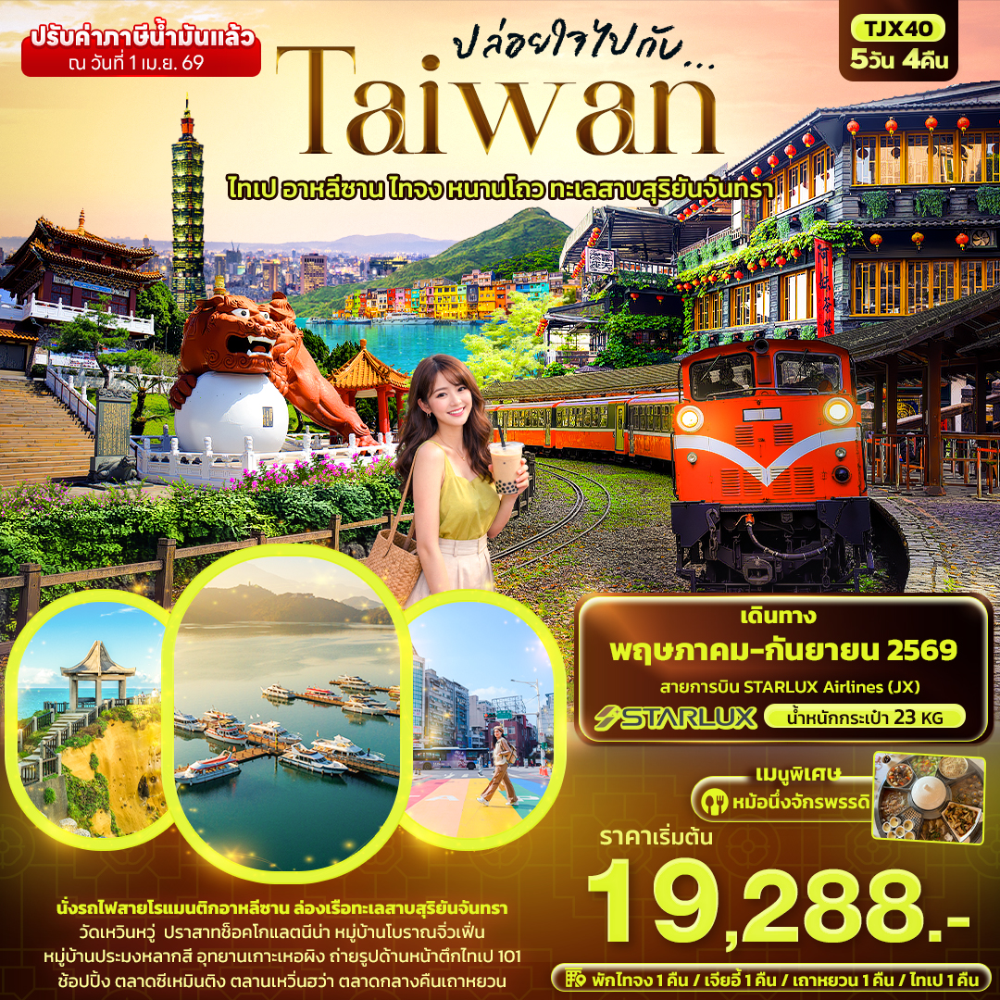 ปรับค่าภาษีน้ำมันแล้ว
ณ วันที่ 1 เม.ย. 69
ปล่อยใจไปกับ...
Taiwan
TJX40
5วัน 4คืน
ไทเป อาหลีซาน ไทจง หนานโถว ทะเลสาบสุริยันจันทรา
เดินทาง
พฤษภาคม-กันยายน 2569
สายการบิน STARLUX Airlines (JX)
STARLUX
น้ำหนักกระเป๋า 23 KG
เมนูพิเศษ
หม้อนึ่งจักรพรรดิ
ราคาเริ่มต้น
19,288.-
นั่งรถไฟสายโรแมนติกอาหลีซาน ล่องเรือทะเลสาบสุริยันจันทรา
วัดเหวินหวู่ ปราสาทช็อคโกแลตนีน่า หมู่บ้านโบราณจิ่วเฟิ่น
หมู่บ้านประมงหลากสี อุทยานเกาะเหอผิง ถ่ายรูปด้านหน้าตึกไทเป 101
ช้อปปิ้ง ตลาดซีเหมินติง ตลานเหวิ่นฮว่า ตลาดกลางคืนเถาหยวน
พักไทจง 1 คืน / เจียอี้ 1 คืน / เถาหยวน 1 คืน / ไทเป 1 คืน